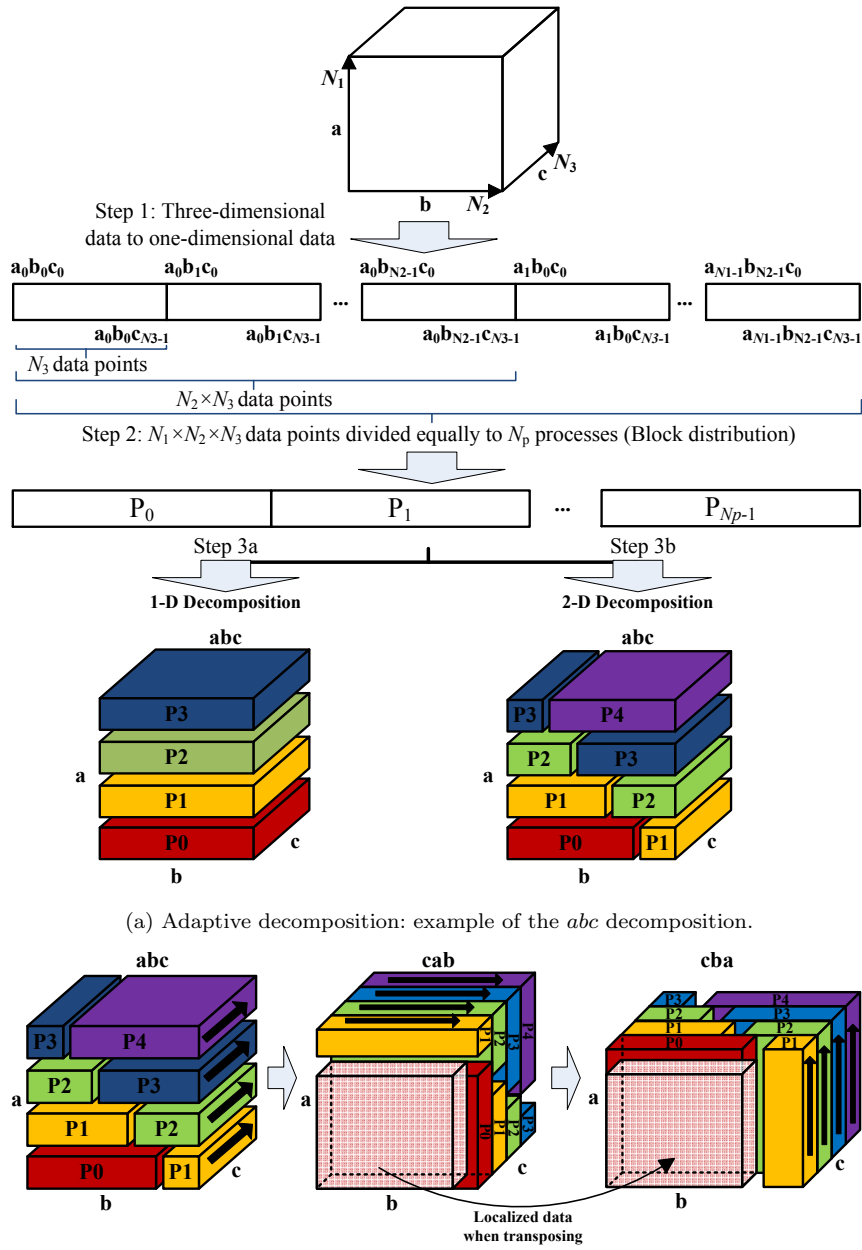 N1
a
N3
c
b
N2
Step 1: Three-dimensional
data to one-dimensional data
a0b0c0 a0b1c0 a0bN2-1c0 a1b0c0 aN1-1bN2-1c0
... ...
a0b0cN3-1 a0b1cN3-1 a0bN2-1cN3-1 a1b0cN3-1 aN1-1bN2-1cN3-1
N3 data points
N2×N3 data points
Step 2: N1×N2×N3 data points divided equally to Np processes (Block distribution)
P0 P1 ... PNp-1
Step 3a Step 3b
1-D Decomposition 2-D Decomposition
abc abc
P3 P3 P4
P2 P2 P3
a a
P1 P1 P2
P0 P0 P1
c c
b b
(a) Adaptive decomposition: example of the abc decomposition.
abc cab cba
P3 P4
P2 P3
P1 P2
P0 P1
a
b
c
P1 P2 P3 P4
P0 P1 P2 P3
a
b
c
P3 P4
P2 P3
P1 P2
P0 P1
a
b
c
Localized data
when transposing